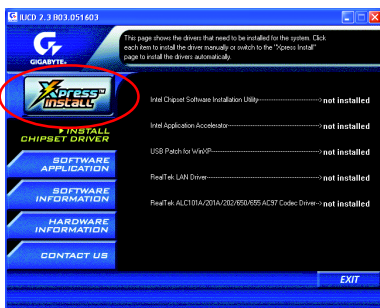 IUCD 2.3 B03.051603
GIGABYTE
This page shows the drivers that need to be installed for the system. Click
each item to install the driver manually or switch to the "Xpress Install"
page to install the drivers automatically.
Xpress™
INSTALL
INSTALL
CHIPSET DRIVER
SOFTWARE
APPLICATION
SOFTWARE
INFORMATION
HARDWARE
INFORMATION
CONTACT US
Intel Chipset Software Installation Utility--------------------> not installed
Intel Application Accelerator--------------------> not installed
USB Patch for WinXP--------------------> not installed
RealTek LAN Driver--------------------> not installed
RealTek ALC101A/201A/202/650/655 AC97 Codec Driver--> not installed
EXIT